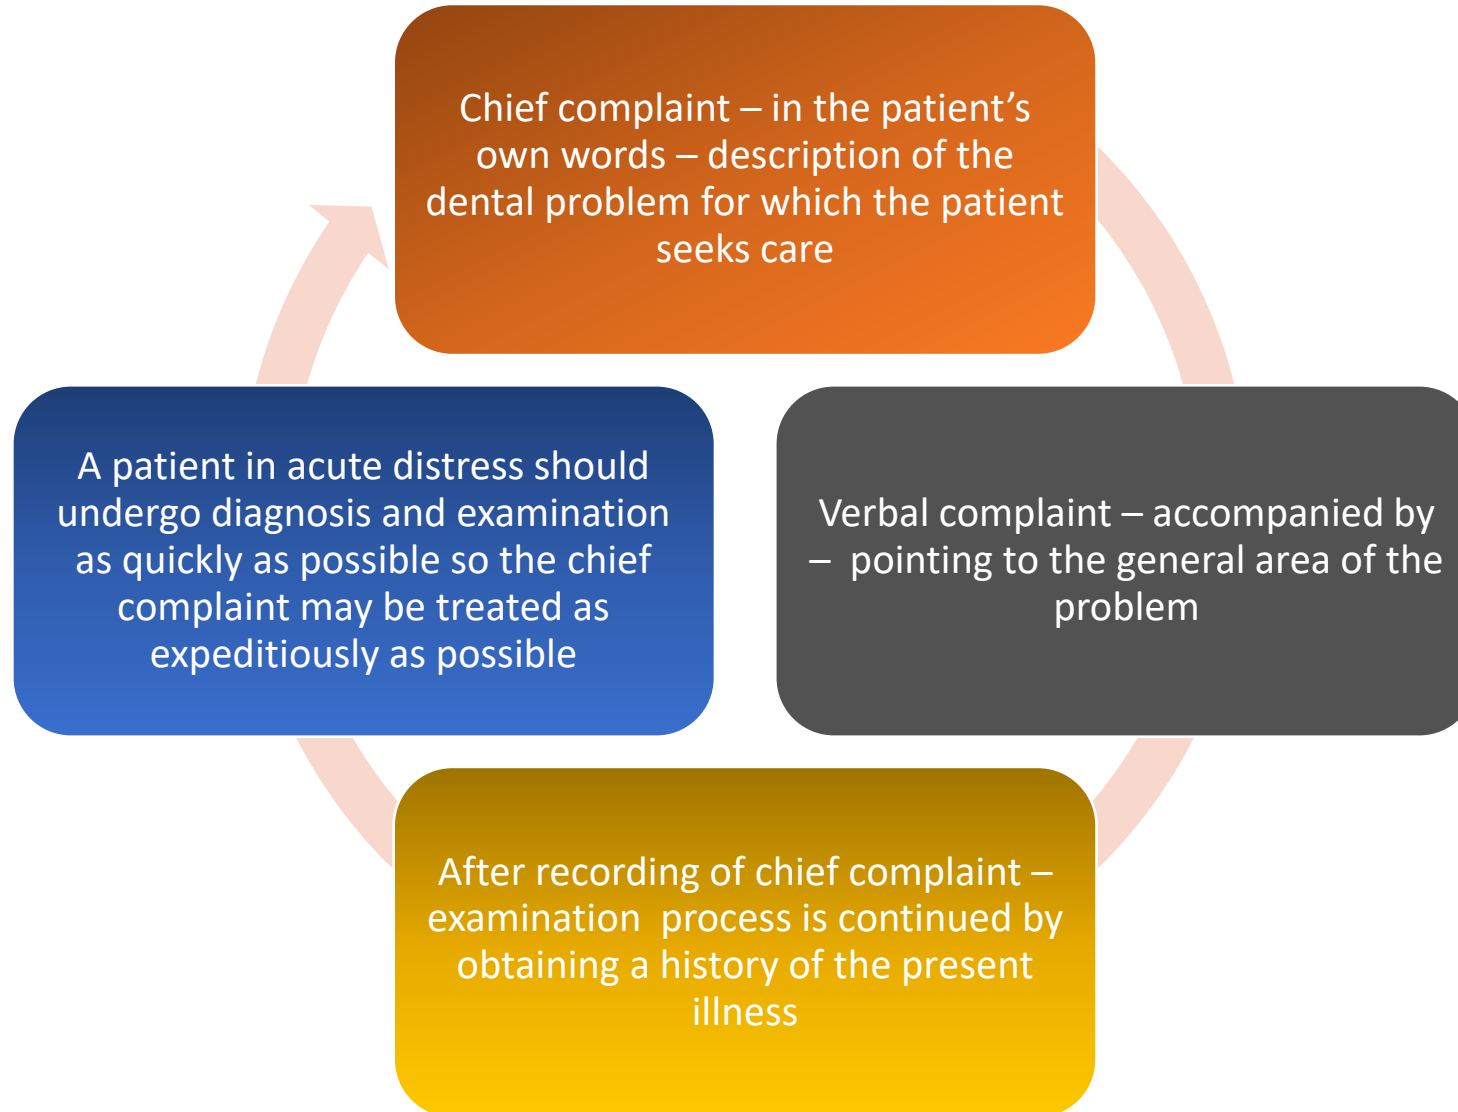 Chief complaint – in the patient’s
own words – description of the
dental problem for which the patient
seeks care
Verbal complaint – accompanied by
– pointing to the general area of the
problem
After recording of chief complaint –
examination process is continued by
obtaining a history of the present
illness
A patient in acute distress should
undergo diagnosis and examination
as quickly as possible so the chief
complaint may be treated as
expeditiously as possible